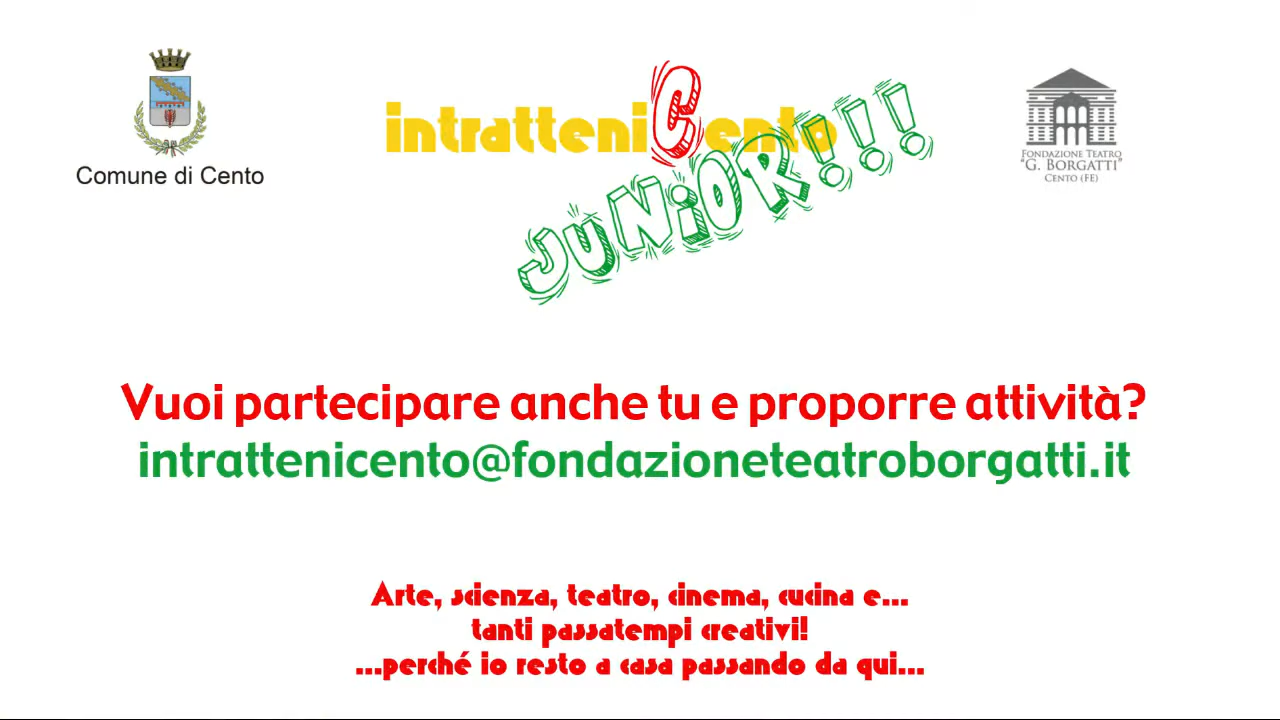 Comune di Cento
intratteniCento
JUNiOR!!!
FONDAZIONE TEATRO
"G. BORGATTI"
CENTO (FE)
Vuoi partecipare anche tu e proporre attività?
intrattenicento@fondazioneteatroborgatti.it
Arte, scienza, teatro, cinema, cucina e...
tanti passatempi creativi!
...perché io resto a casa passando da qui...